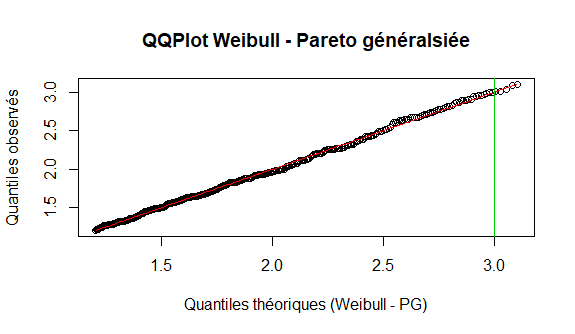 QQPlot Weibull - Pareto généralsiée
Quantiles observés
3.0
2.5
2.0
1.5
1.5 2.0 2.5 3.0
Quantiles théoriques (Weibull - PG)